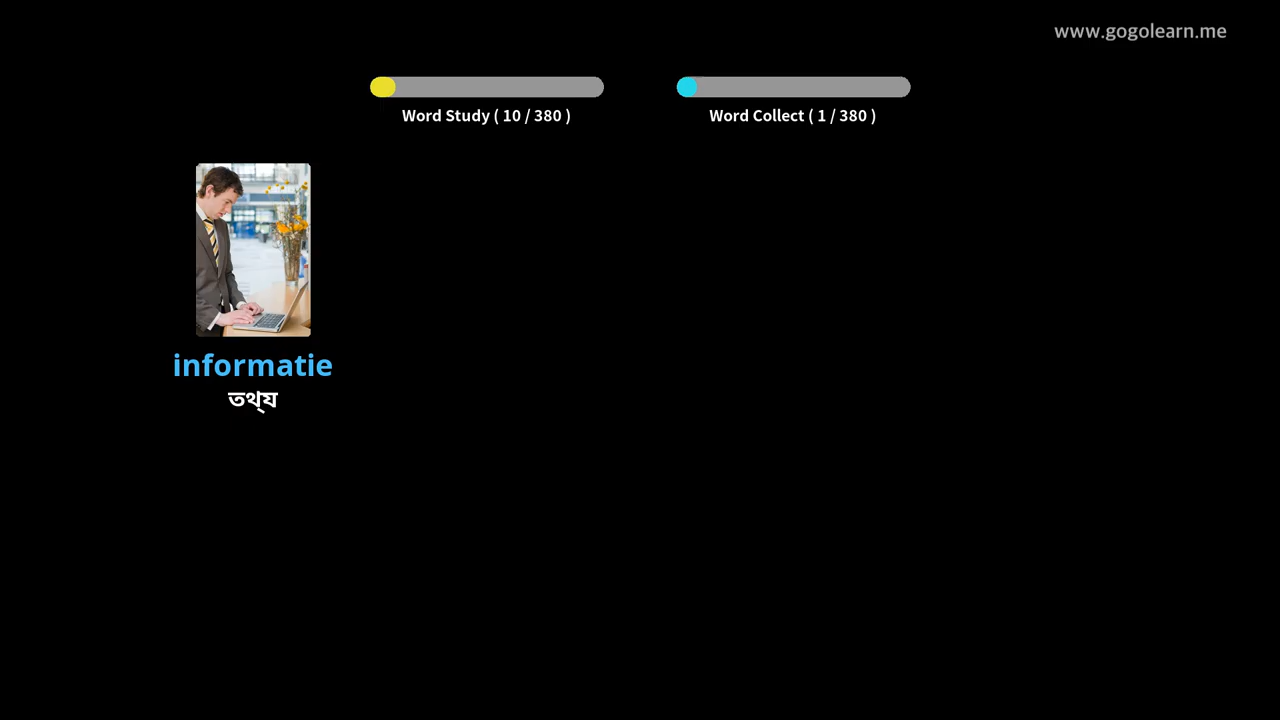 www.gogolearn.me
Word Study ( 10 / 380 )
Word Collect ( 1 / 380 )
informatie
তথ্য